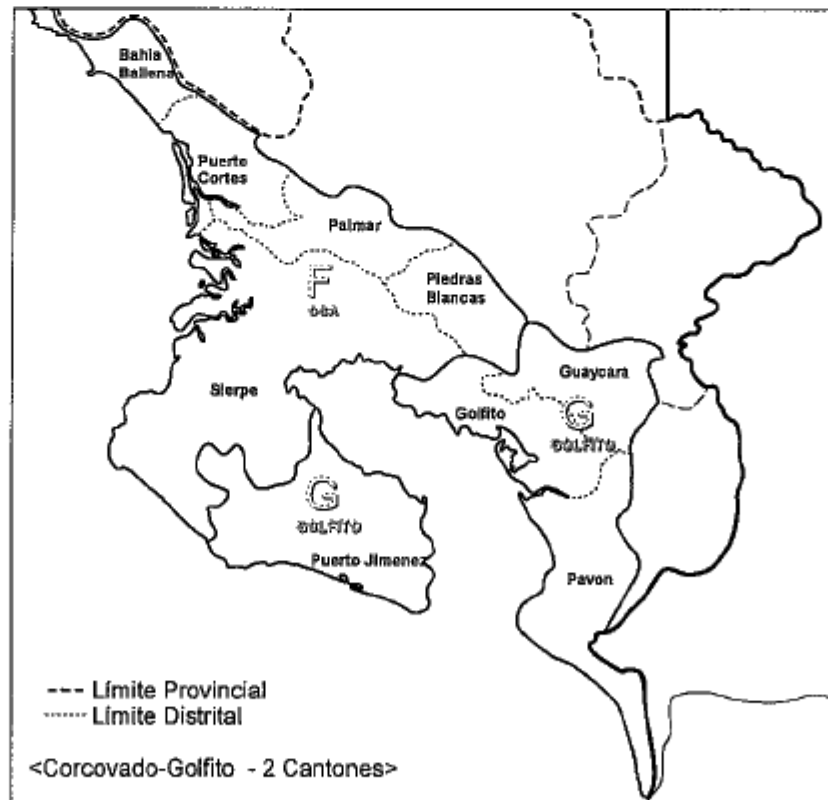 Bahia
Ballena
Puerto
Cortes
Palmar
Piedras
Blancas
F
OSA
Sierpe
Guaycara
Golfito
G
GOLFITO
G
GOLFITO
Puerto Jimenez
Pavon
Límite Provincial
Límite Distrital
<Corcovado-Golfito - 2 Cantones>